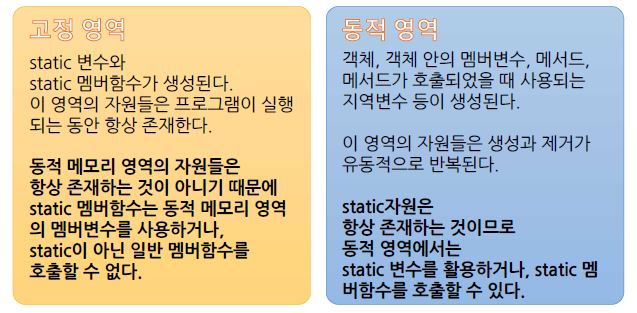 고정 영역
static 변수와
static 멤버함수가 생성된다.
이 영역의 자원들은 프로그램이 실행
되는 동안 항상 존재한다.
동적 메모리 영역의 자원들은
항상 존재하는 것이 아니기 때문에
static 멤버함수는 동적 메모리 영역
의 멤버변수를 사용하거나,
static이 아닌 일반 멤버함수를
호출할 수 없다.
동적 영역
객체, 객체 안의 멤버변수, 메서드,
메서드가 호출되었을 때 사용되는
지역변수 등이 생성된다.
이 영역의 자원들은 생성과 제거가
유동적으로 반복된다.
static자원은
항상 존재하는 것이므로
동적 영역에서는
static 변수를 활용하거나, static 멤
버함수를 호출할 수 있다.